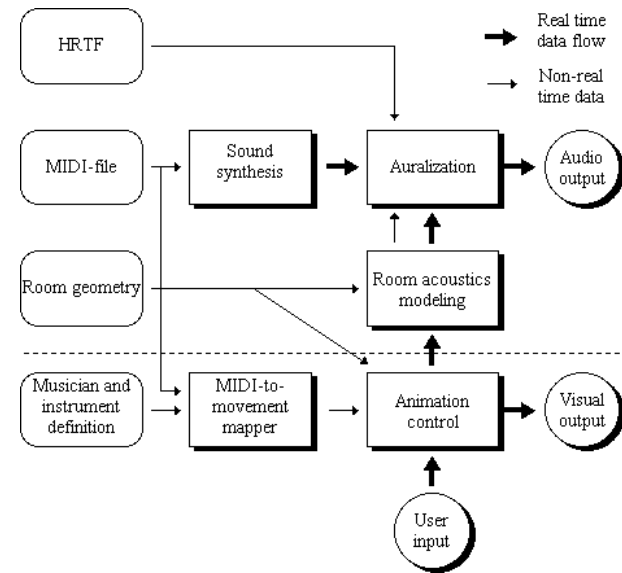 Real time
data flow
HRTF
Non-real
time data
MIDI-file
Sound
synthesis
Auralization
Audio
output
Room geometry
Room acoustics
modeling
Musician and
instrument
definition
MIDI-to-
movement
mapper
Animation
control
Visual
output
User
input